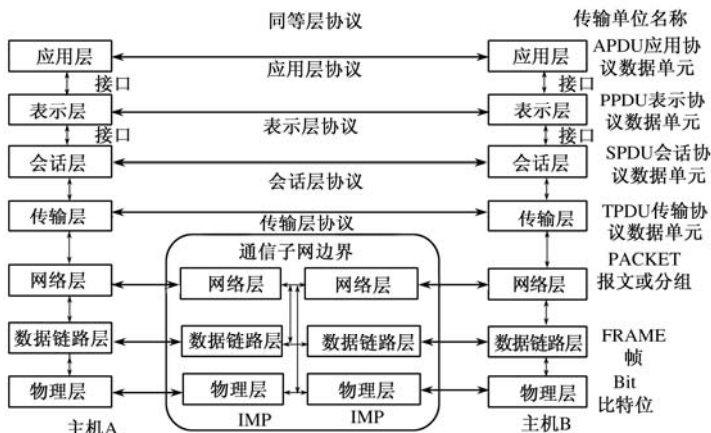 同等层协议
传输单位名称
应用层
应用层
APDU应用协
议数据单元
应用层协议
接口
接口
表示层
表示层
PPDU表示协
议数据单元
表示层协议
接口
接口
会话层
会话层
SPDU会话协
议数据单元
会话层协议
传输层
传输层
TPDU传输协
议数据单元
传输层协议
通信子网边界
网络层
网络层
网络层
网络层
PACKET
报文或分组
数据链路层
数据链路层
数据链路层
数据链路层
FRAME
帧
物理层
物理层
物理层
物理层
Bit
比特位
IMP
IMP
主机A
主机B